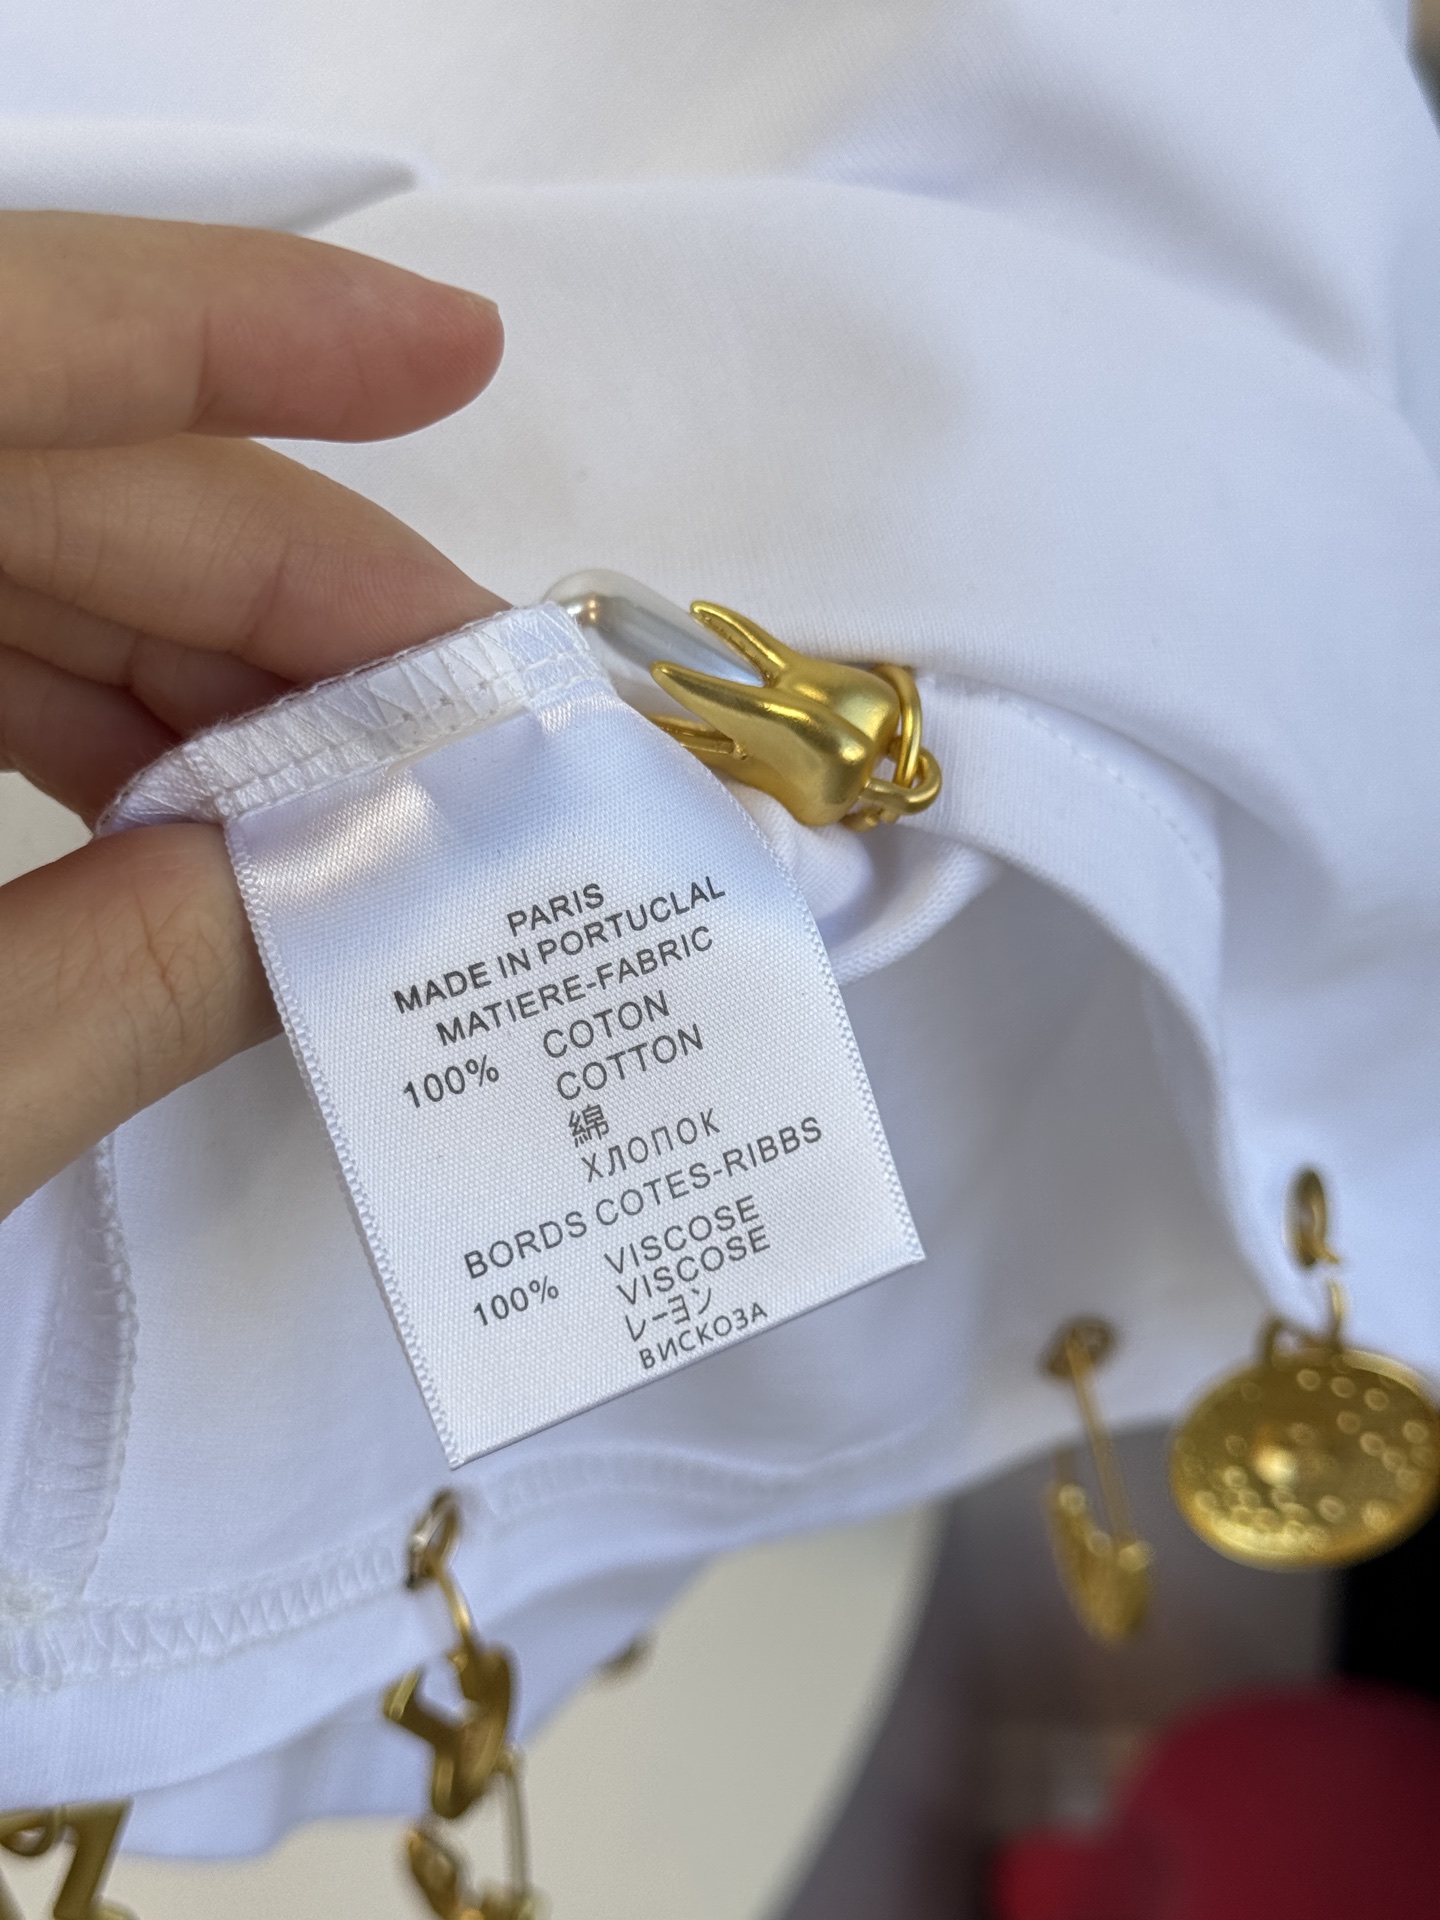 PARIS
MADE IN PORTUCLAL
MATIERE-FABRIC
100% COTON
COTTON
綿
ХЛОПОК
BORDS COTES-RIBBS
100% VISCOSE
VISCOSE
レーヨン
ВИСКОЗА